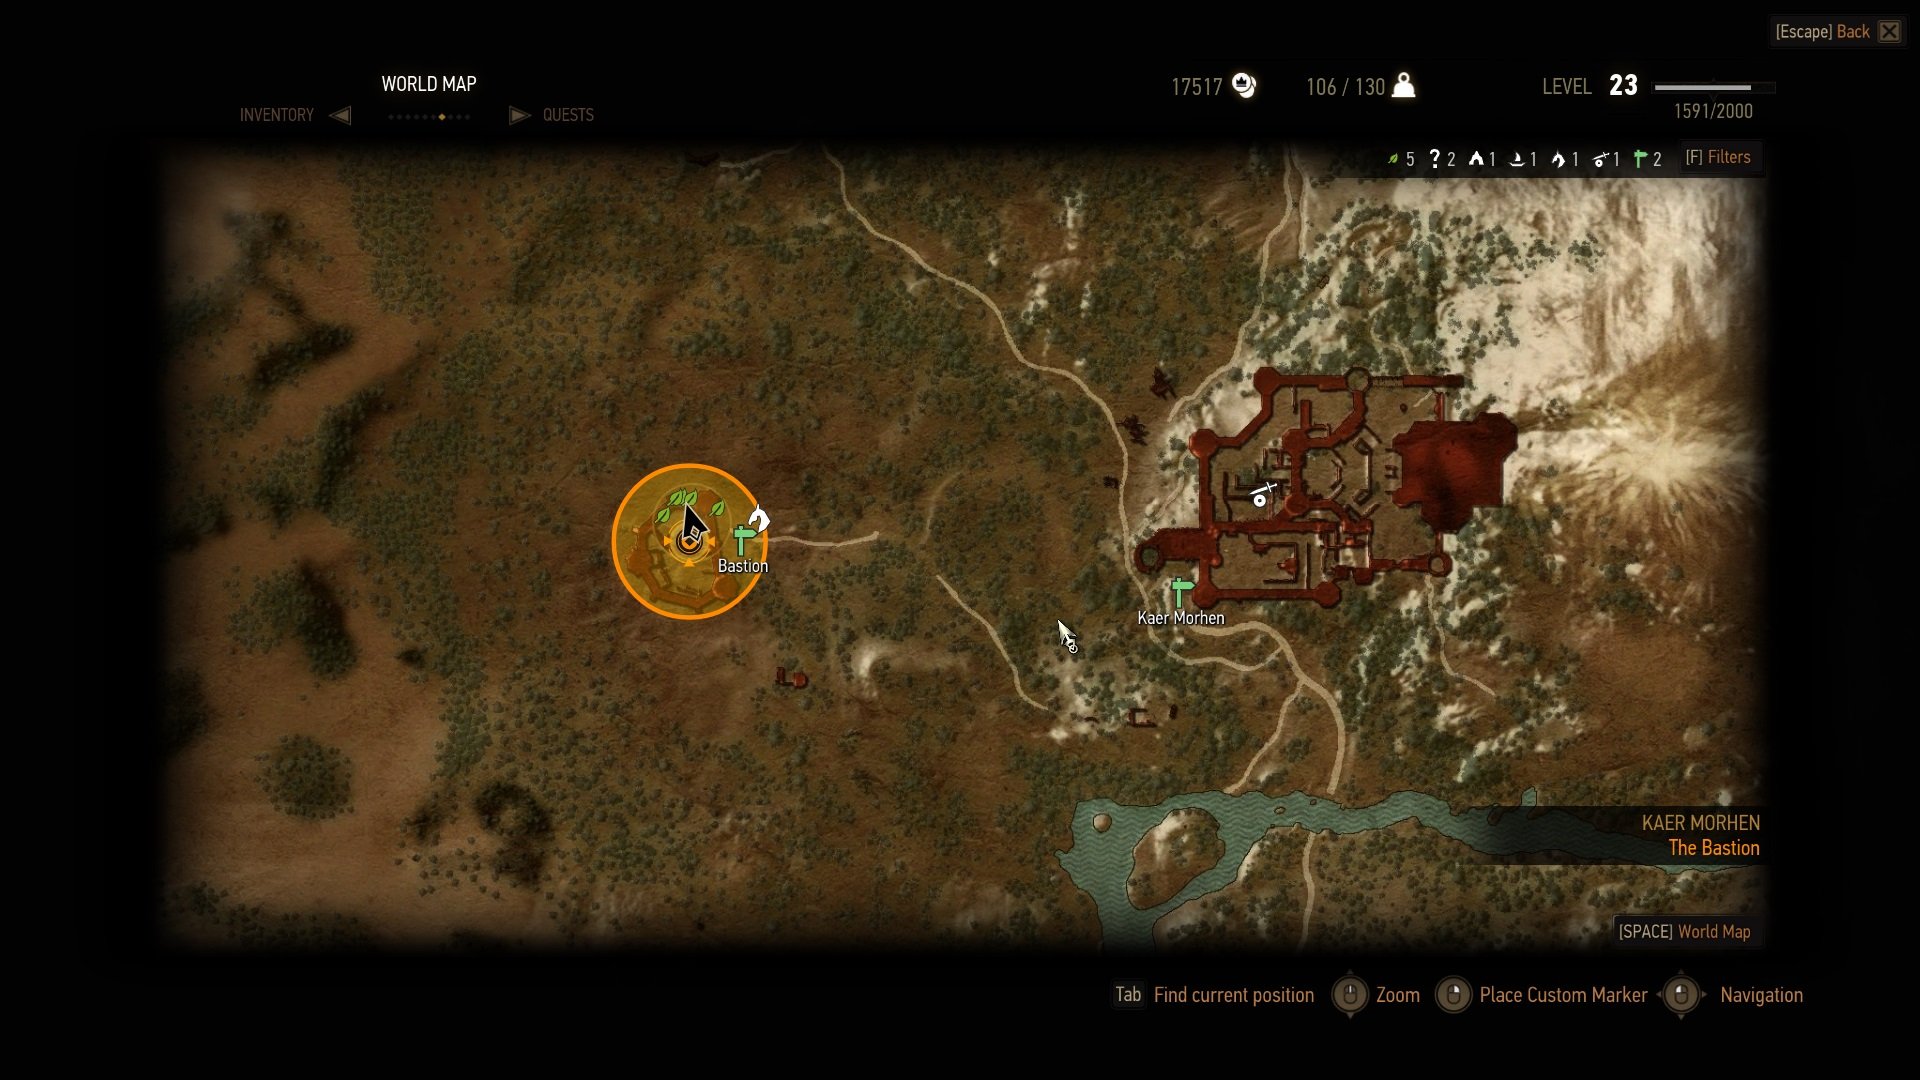 [Escape] Back
WORLD MAP
INVENTORY
QUESTS
17517
106 / 130
LEVEL 23
1591/2000
5 ? 2 1 1 1 1 2
[F] Filters
Bastion
Kaer Morhen
KAER MORHEN
The Bastion
[SPACE] World Map
Tab Find current position Zoom Place Custom Marker Navigation